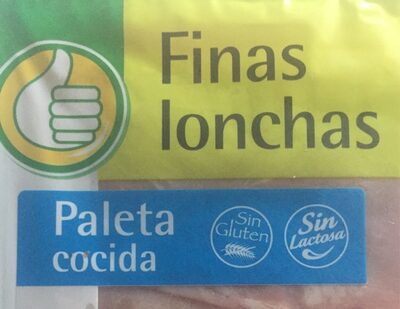 Finas
lonchas
Paleta
cocida
Sin
Gluten
Sin
Lactosa